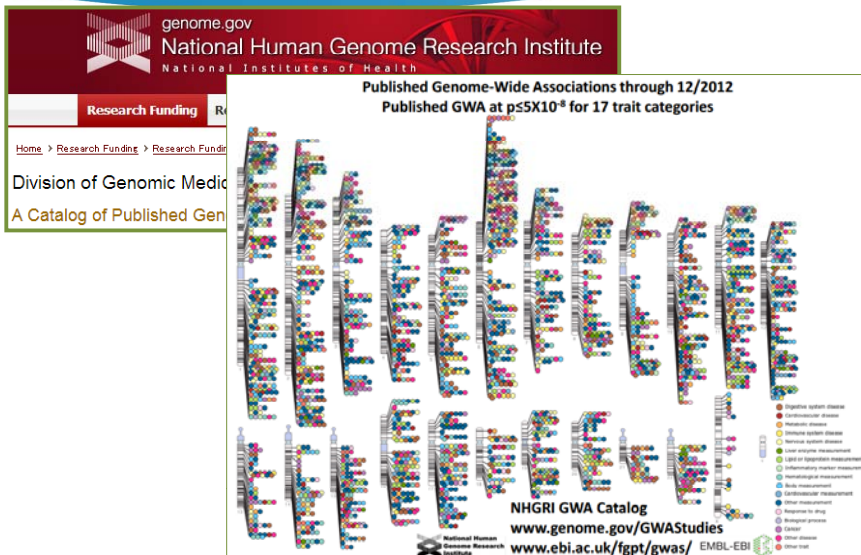 genome.gov
National Human Genome Research Institute
National Institutes of Health
Research Funding
Home > Research Funding >
Division of Genomic
A Catalog of Published
Published Genome-Wide Associations through 12/2012
Published GWA at p≤5X10-8 for 17 trait categories
Digestive system disease
Cardiovascular disease
Metabolic disease
Immune system disease
Nervous system disease
Liver enzyme measurement
Lipid or lipoprotein measurement
Inflammatory marker
Hematological measurement
Body measurement
Cardiovascular measurement
Other measurement
Response to drug
Biological process
Cancer
Other disease
Other trait
NHGRI GWA Catalog
www.genome.gov/GWAStudies
www.ebi.ac.uk/fgpt/gwas/
National Human
Genome Research
Institute
EMBL-EBI